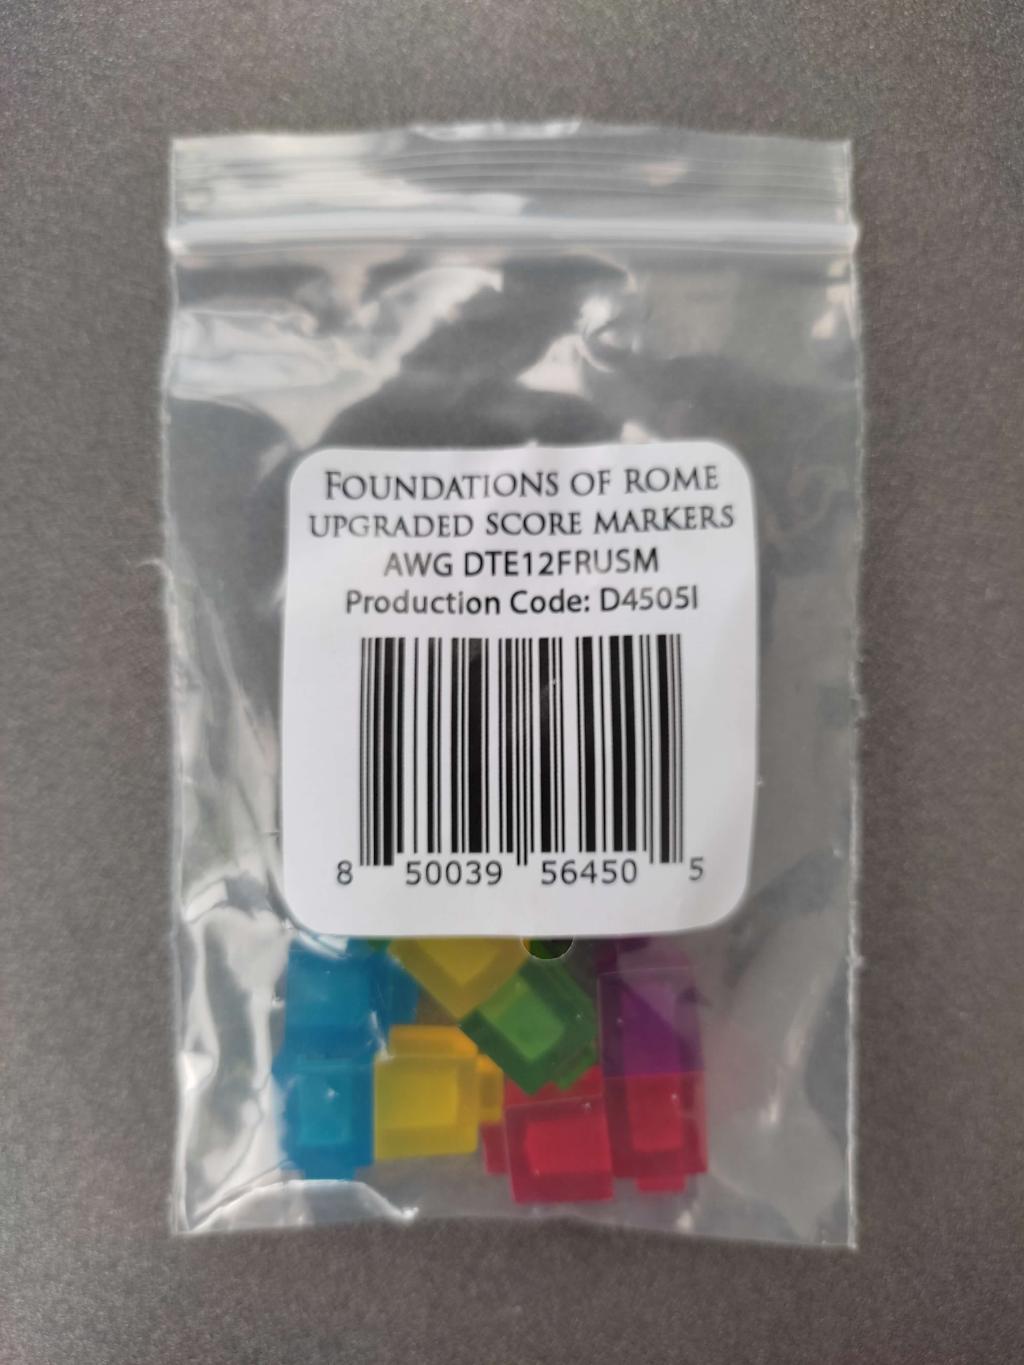 FOUNDATIONS OF ROME
UPGRADED SCORE MARKERS
AWG DTE12FRUSM
Production Code: D4505I
8 50039 56450 5